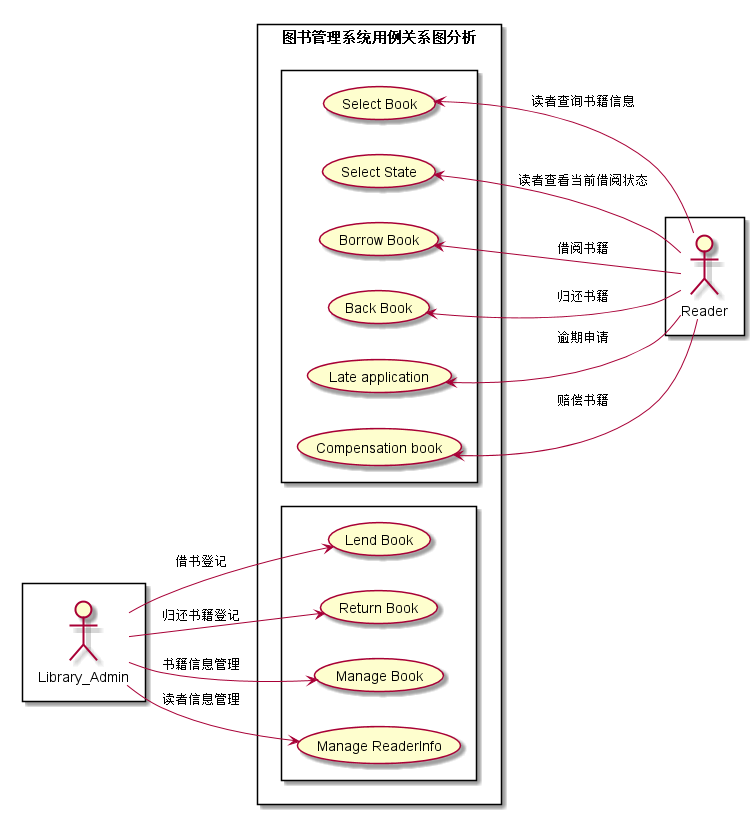 图书管理系统用例关系图分析
Select Book
读者查询书籍信息
Select State
读者查看当前借阅状态
Borrow Book
借阅书籍
Back Book
归还书籍
Reader
Late application
逾期申请
Compensation book
赔偿书籍
Lend Book
借书登记
Return Book
归还书籍登记
Manage Book
书籍信息管理
Library_Admin
Manage ReaderInfo
读者信息管理